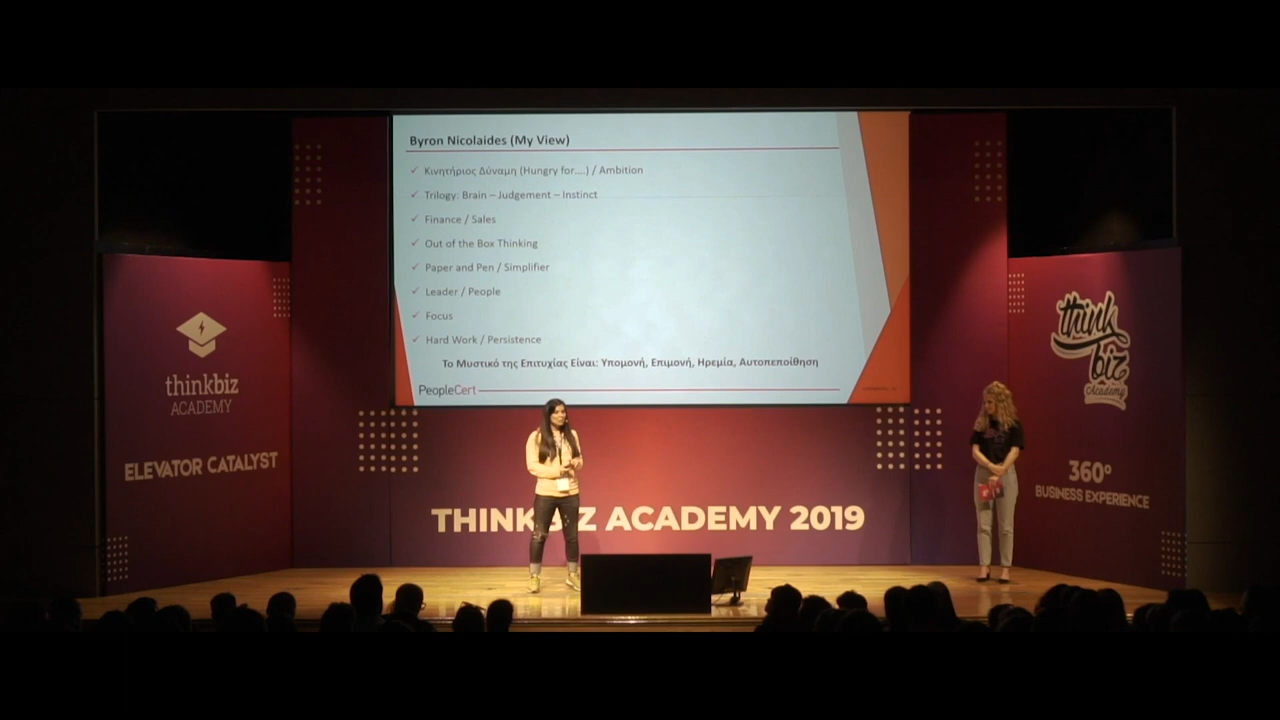 Byron Nicolaides (My View)
✓ Κινητήριος Δύναμη (Hungry for....) / Ambition
✓ Trilogy: Brain – Judgement – Instinct
✓ Finance / Sales
✓ Out of the Box Thinking
✓ Paper and Pen / Simplifier
✓ Leader / People
✓ Focus
✓ Hard Work / Persistence
Το Μυστικό της Επιτυχίας Είναι: Υπομονή, Επιμονή, Ηρεμία, Αυτοπεποίθηση
PeopleCert
thinkbiz
ACADEMY
ELEVATOR CATALYST
THINKBIZ ACADEMY 2019
think
biz
Academy
360°
BUSINESS EXPERIENCE